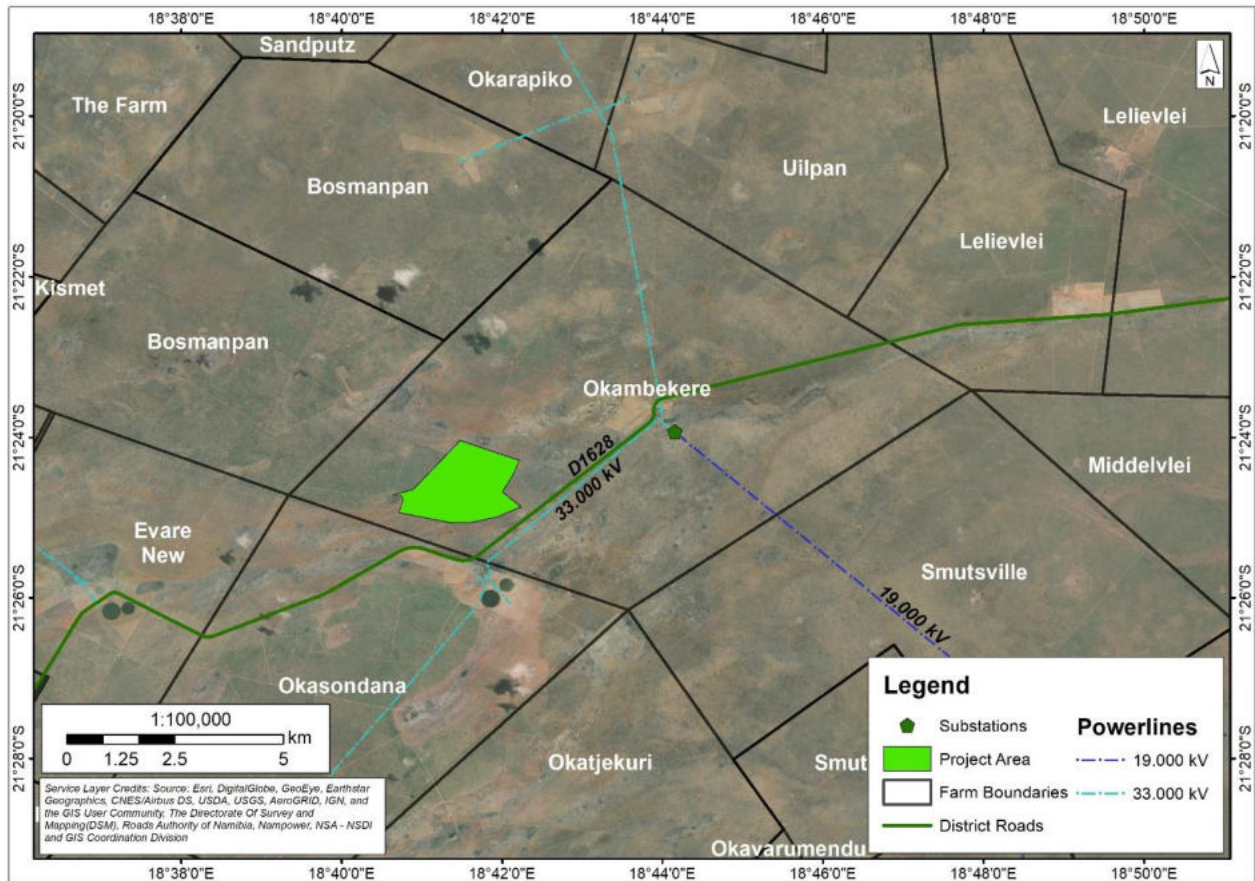 18°38'0"E 18°40'0"E 18°42'0"E 18°44'0"E 18°46'0"E 18°48'0"E 18°50'0"E
Sandputz
Okarapiko
N
The Farm
Lelievlei
21°20'0"S
21°20'0"S
Uilpan
Bosmanpan
Lelievlei
21°22'0"S
21°22'0"S
Kismet
Bosmanpan
Okambekere
21°24'0"S
21°24'0"S
D1628
33.000 kV
Middelvlei
Evare
New
Smutsville
21°26'0"S
21°26'0"S
19.000 kV
Okasondana
Okatjekuri
Smut
21°28'0"S
21°28'0"S
Okavarumendu
1:100,000
0 1.25 2.5 5 km
Service Layer Credits: Source: Esri, DigitalGlobe, GeoEye, Earthstar
Geographics, CNES/Airbus DS, USDA, USGS, AeroGRID, IGN, and
the GIS User Community, The Directorate Of Survey and
Mapping(DSM), Roads Authority of Namibia, Nampower, NSA - NSDI
and GIS Coordination Division
Legend
Substations
Project Area
Farm Boundaries
District Roads
Powerlines
19.000 kV
33.000 kV
18°38'0"E 18°40'0"E 18°42'0"E 18°44'0"E 18°46'0"E 18°48'0"E 18°50'0"E